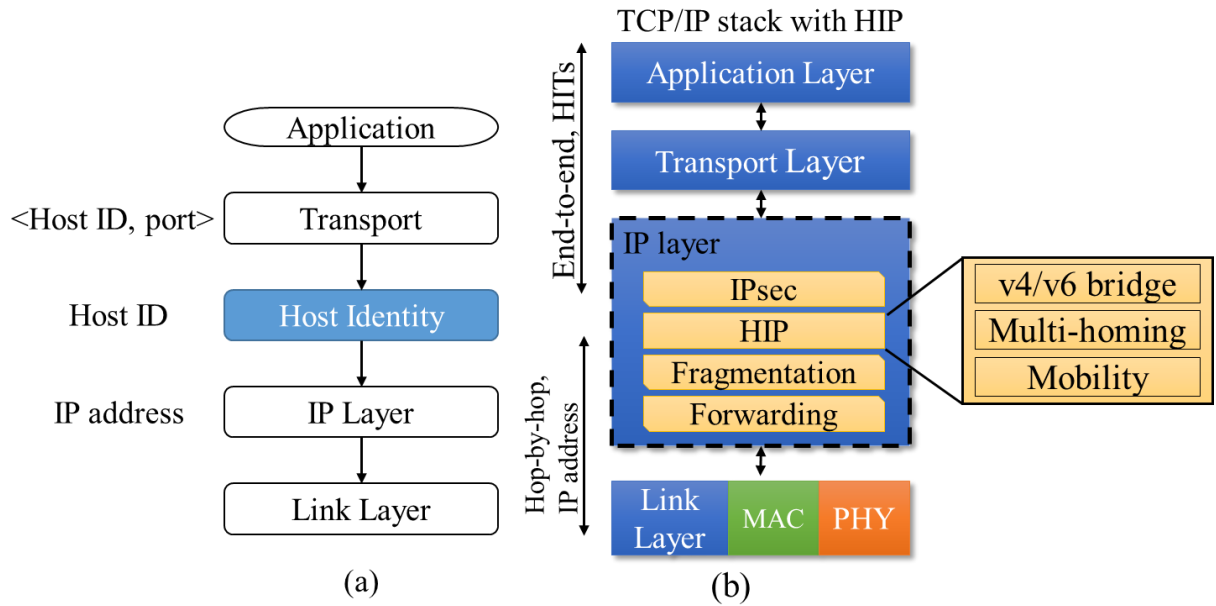 Application
<Host ID, port>
Transport
Host ID
Host Identity
IP address
IP Layer
Link Layer
(a)
TCP/IP stack with HIP
End-to-end, HITs
Hop-by-hop,
IP address
Application Layer
Transport Layer
IP layer
IPsec
HIP
Fragmentation
Forwarding
v4/v6 bridge
Multi-homing
Mobility
Link
Layer
MAC
PHY
(b)